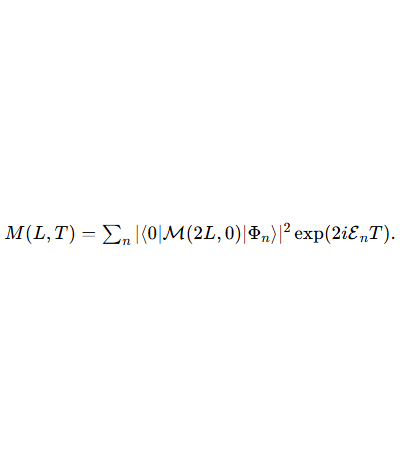 M(L, T) = ∑ₙ |⟨0|ℳ(2L, 0)|Φₙ⟩|² exp(2iℰₙT).